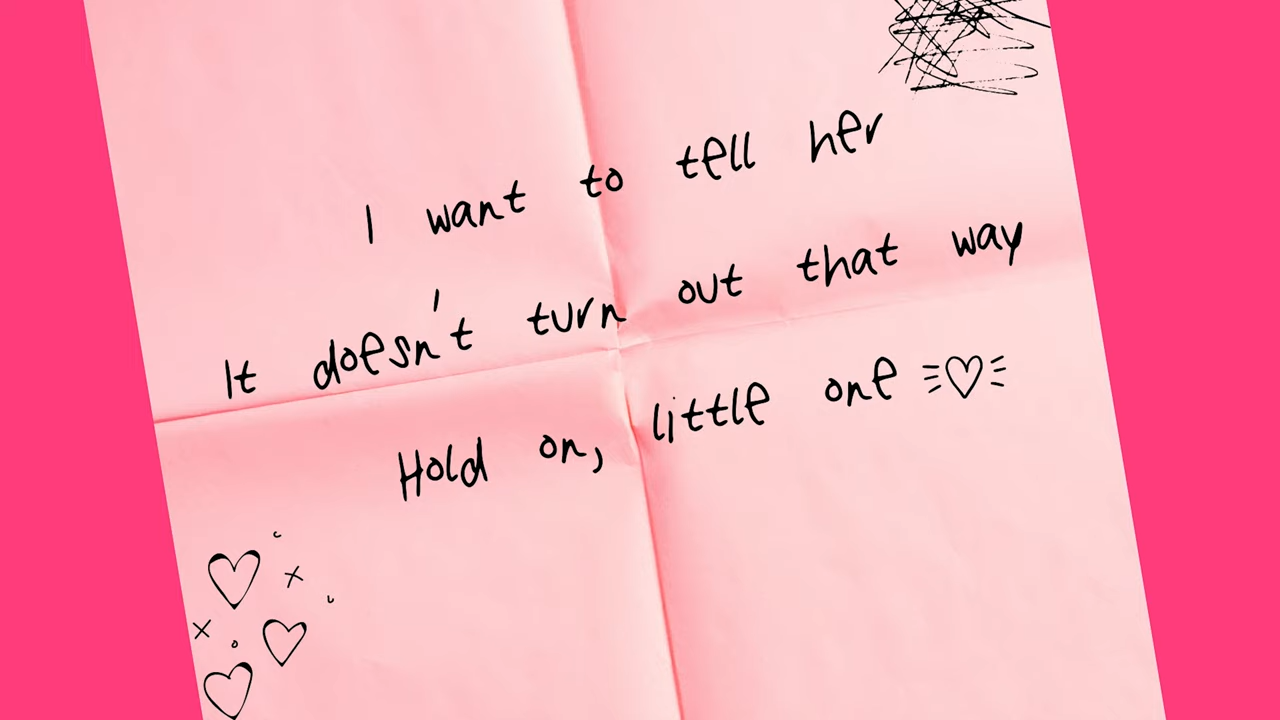 I want to tell her
It doesn't turn out that way
Hold on, little one